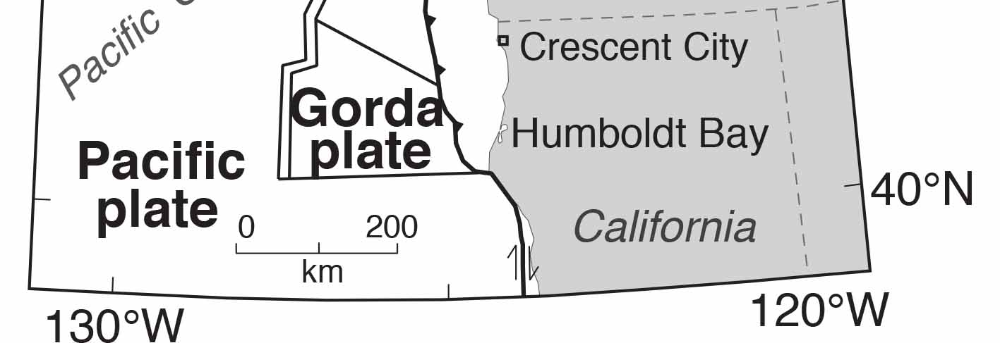 Pacific
Crescent City
Gorda
plate
Humboldt Bay
Pacific
plate
40°N
0 200
km
California
130°W
120°W